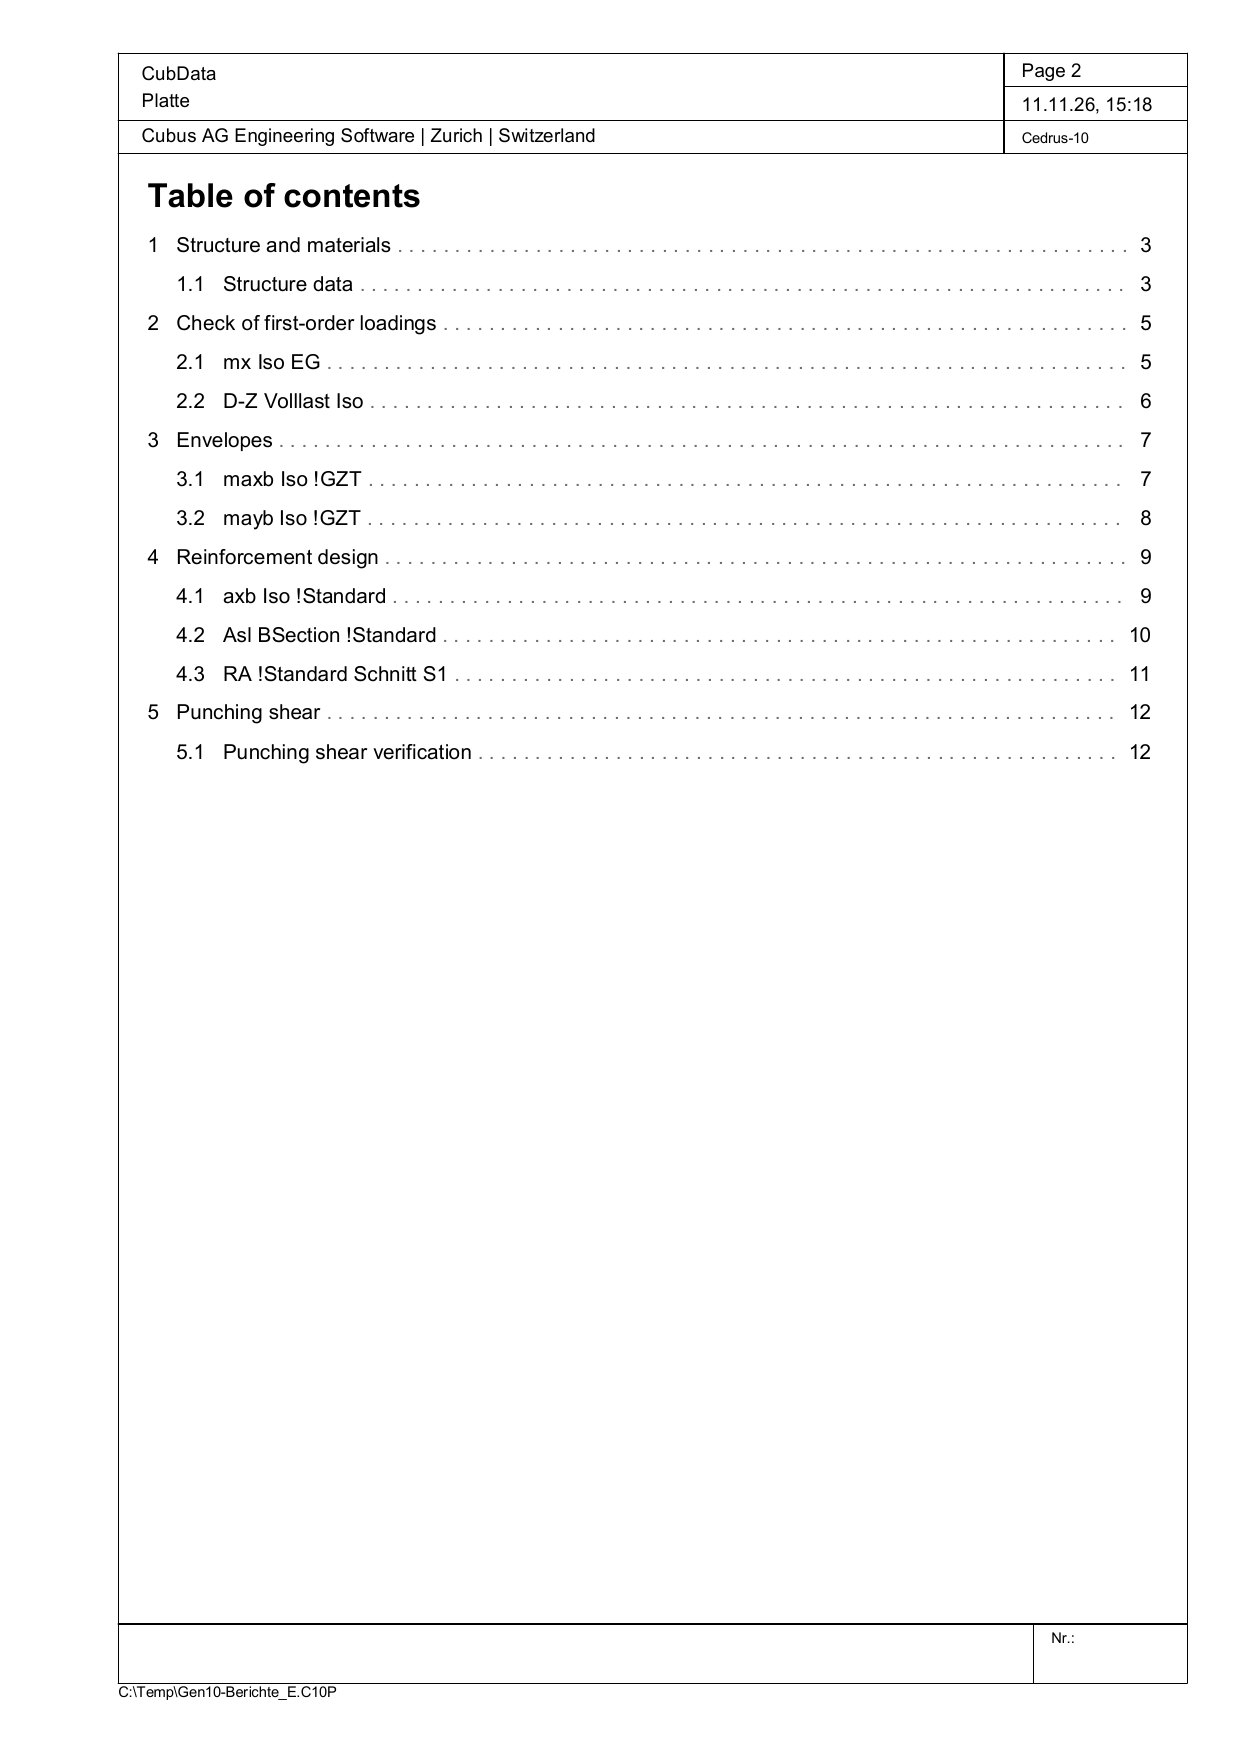 CubData
Platte
Page 2
11.11.26, 15:18
Cubus AG Engineering Software | Zurich | Switzerland
Cedrus-10
Table of contents
1 Structure and materials 3
1.1 Structure data 3
2 Check of first-order loadings 5
2.1 mx Iso EG 5
2.2 D-Z Volllast Iso 6
3 Envelopes 7
3.1 maxb Iso !GZT 7
3.2 mayb Iso !GZT 8
4 Reinforcement design 9
4.1 axb Iso !Standard 9
4.2 Asl BSection !Standard 10
4.3 RA !Standard Schnitt S1 11
5 Punching shear 12
5.1 Punching shear verification 12
Nr.:
C:\Temp\Gen10-Berichte_E.C10P